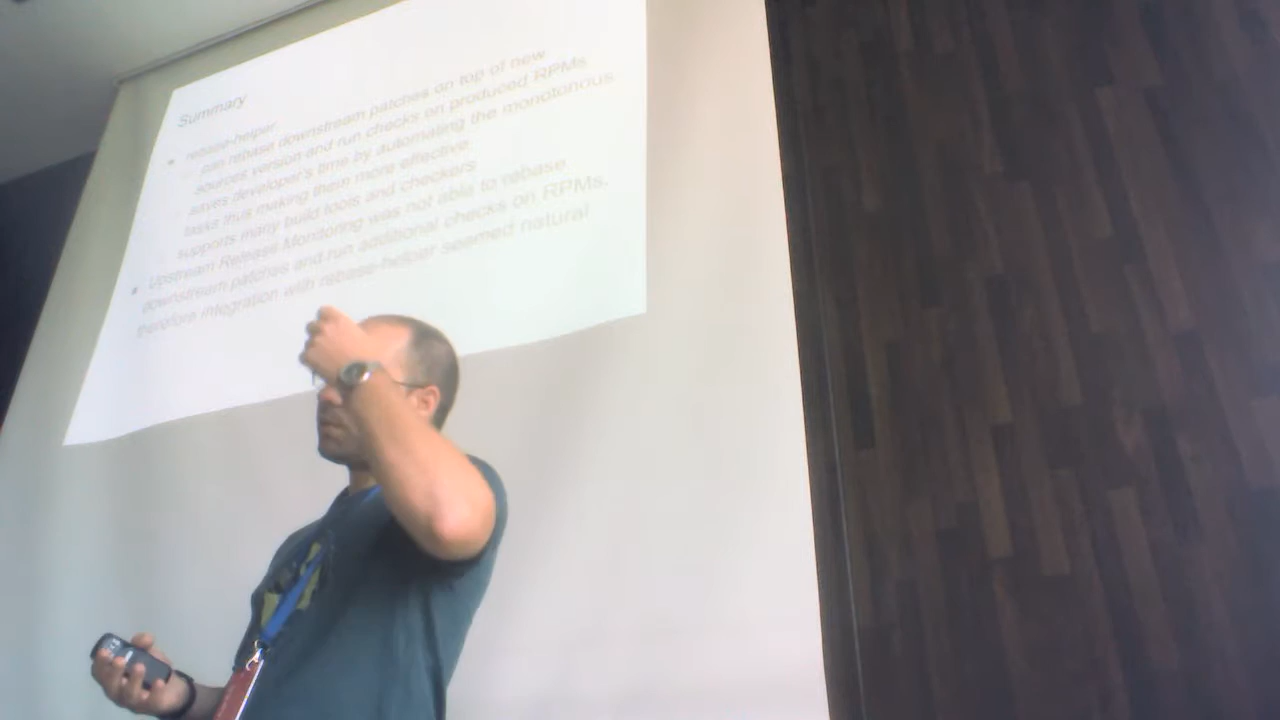 Summary
rebase-helper
can rebase downstream patches on top of new
sources version and run checks on produced RPMs
saves developer's time by automating the monotonous
tasks thus making them more effective.
supports many build tools and checkers
Upstream Release Monitoring was not able to rebase
downstream patches and run additional checks on RPMs,
therefore integration with rebase-helper seemed natural